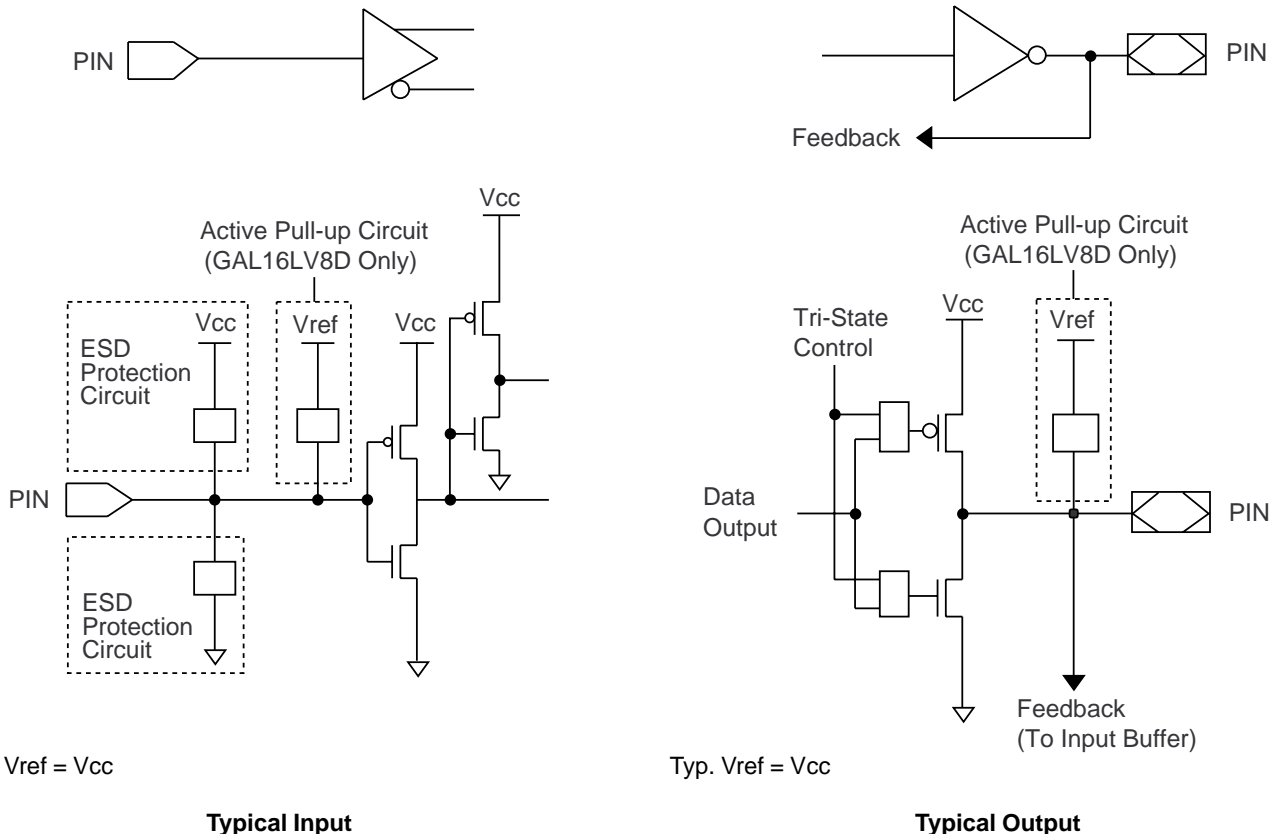 PIN
PIN
Feedback
Vcc
Active Pull-up Circuit
(GAL16LV8D Only)
Vcc
Vref
Vcc
ESD
Protection
Circuit
PIN
ESD
Protection
Circuit
Vref = Vcc
Typical Input
Active Pull-up Circuit
(GAL16LV8D Only)
Tri-State
Control
Vcc
Vref
Data
Output
PIN
Feedback
(To Input Buffer)
Typ. Vref = Vcc
Typical Output